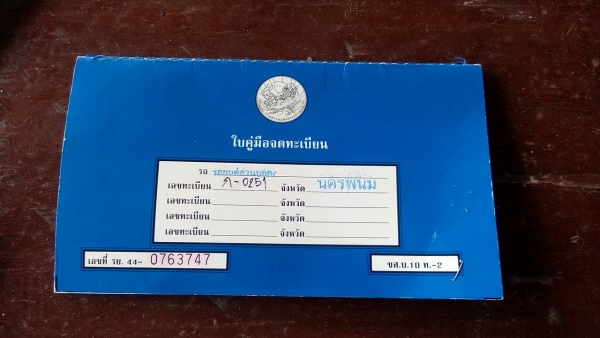 ใบคู่มือจดทะเบียน
รถ รถยนต์ส่วนบุคคล
เลขทะเบียน ก-0251 จังหวัด นครพนม
เลขทะเบียน จังหวัด
เลขทะเบียน จังหวัด
เลขทะเบียน จังหวัด
เลขที่ รย. 44- 0763747
ขส.บ.10 ท.-2